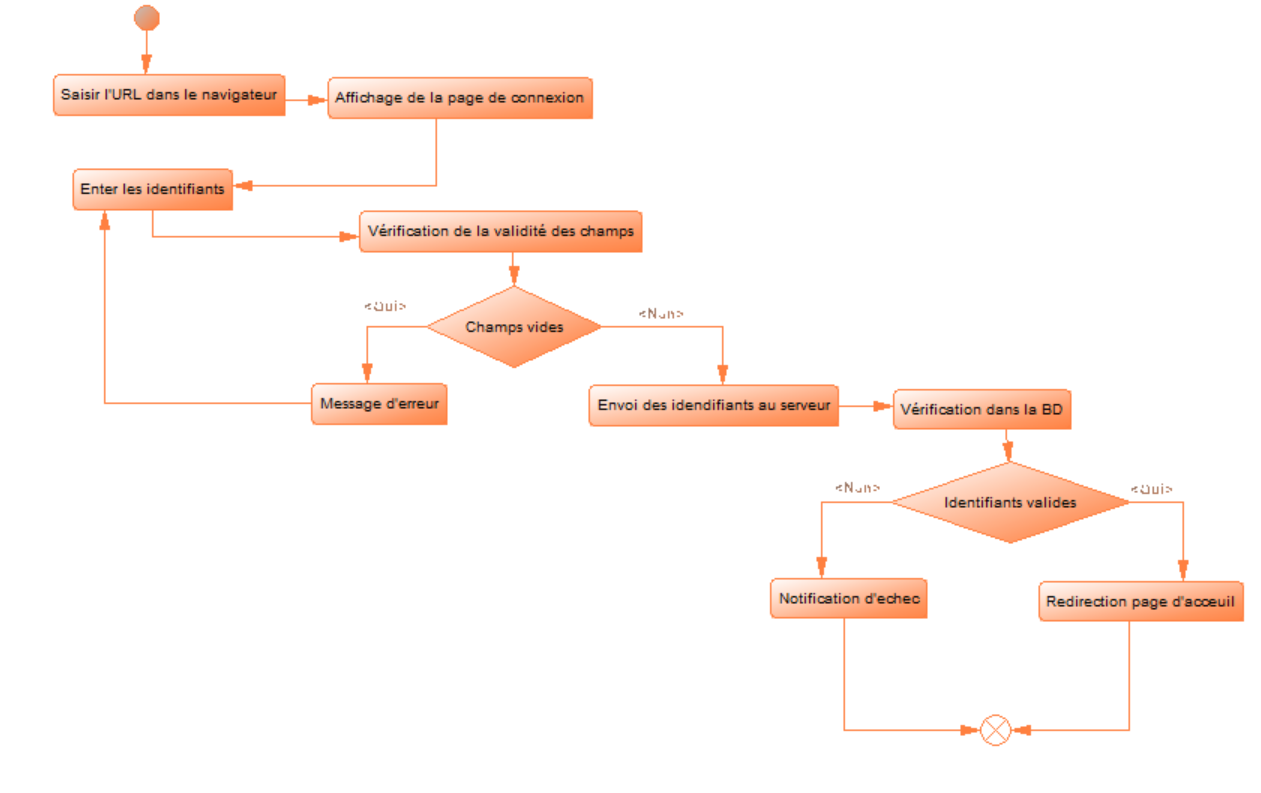 Saisir l'URL dans le navigateur
Affichage de la page de connexion
Enter les identifiants
Vérification de la validité des champs
<Oui>
Champs vides
<Non>
Message d'erreur
Envoi des idendifiants au serveur
Vérification dans la BD
<Non>
Identifiants valides
<Oui>
Notification d'echec
Redirection page d'acceuil